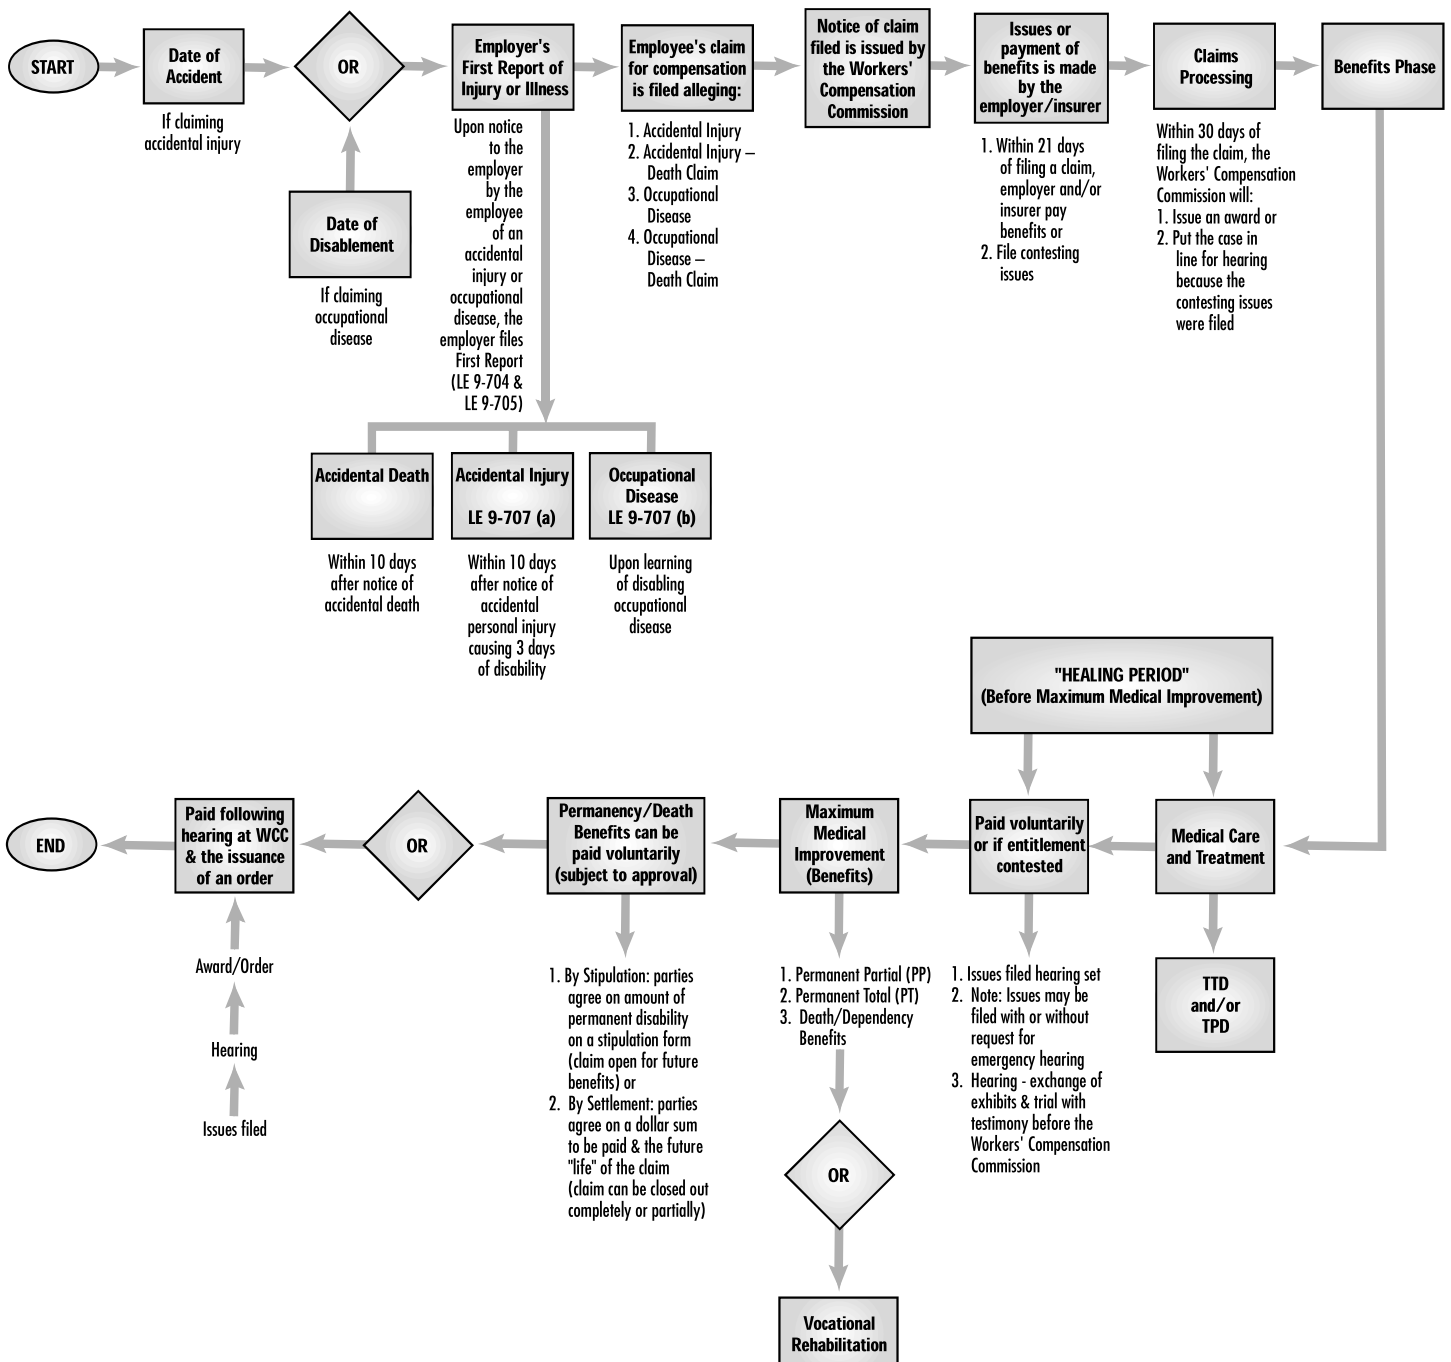 START
Date of
Accident
If claiming
accidental injury
OR
Date of
Disablement
If claiming
occupational
disease
Employer's
First Report of
Injury or Illness
Upon notice
to the
employer
by the
employee
of an
accidental
injury or
occupational
disease, the
employer files
First Report
(LE 9-704 &
LE 9-705)
Accidental Death
Within 10 days
after notice of
accidental death
Accidental Injury
LE 9-707 (a)
Within 10 days
after notice of
accidental
personal injury
causing 3 days
of disability
Occupational
Disease
LE 9-707 (b)
Upon learning
of disabling
occupational
disease
Employee's claim
for compensation
is filed alleging:
1. Accidental Injury
2. Accidental Injury –
Death Claim
3. Occupational
Disease
4. Occupational
Disease –
Death Claim
Notice of claim
filed is issued by
the Workers'
Compensation
Commission
Issues or
payment of
benefits is made
by the
employer/insurer
1. Within 21 days
of filing a claim,
employer and/or
insurer pay
benefits or
2. File contesting
issues
Claims
Processing
Within 30 days of
filing the claim, the
Workers' Compensation
Commission will:
1. Issue an award or
2. Put the case in
line for hearing
because the
contesting issues
were filed
Benefits Phase
"HEALING PERIOD"
(Before Maximum Medical Improvement)
Medical Care
and Treatment
TTD
and/or
TPD
Paid voluntarily
or if entitlement
contested
1. Issues filed hearing set
2. Note: Issues may be
filed with or without
request for
emergency hearing
3. Hearing - exchange of
exhibits & trial with
testimony before the
Workers' Compensation
Commission
Maximum
Medical
Improvement
(Benefits)
1. Permanent Partial (PP)
2. Permanent Total (PT)
3. Death/Dependency
Benefits
OR
Vocational
Rehabilitation
Permanency/Death
Benefits can be
paid voluntarily
(subject to approval)
1. By Stipulation: parties
agree on amount of
permanent disability
on a stipulation form
(claim open for future
benefits) or
2. By Settlement: parties
agree on a dollar sum
to be paid & the future
"life" of the claim
(claim can be closed out
completely or partially)
OR
Paid following
hearing at WCC
& the issuance
of an order
Award/Order
Hearing
Issues filed
END